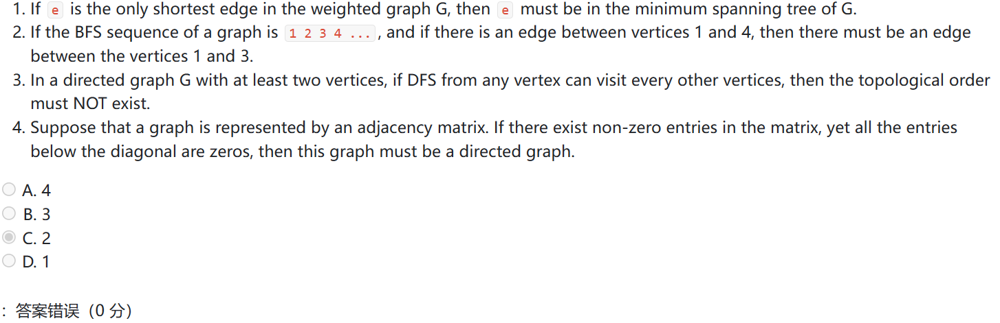 1. If e is the only shortest edge in the weighted graph G, then e must be in the minimum spanning tree of G.
2. If the BFS sequence of a graph is 1 2 3 4 ..., and if there is an edge between vertices 1 and 4, then there must be an edge
between the vertices 1 and 3.
3. In a directed graph G with at least two vertices, if DFS from any vertex can visit every other vertices, then the topological order
must NOT exist.
4. Suppose that a graph is represented by an adjacency matrix. If there exist non-zero entries in the matrix, yet all the entries
below the diagonal are zeros, then this graph must be a directed graph.
A. 4
B. 3
C. 2
D. 1
: 答案错误（0 分）